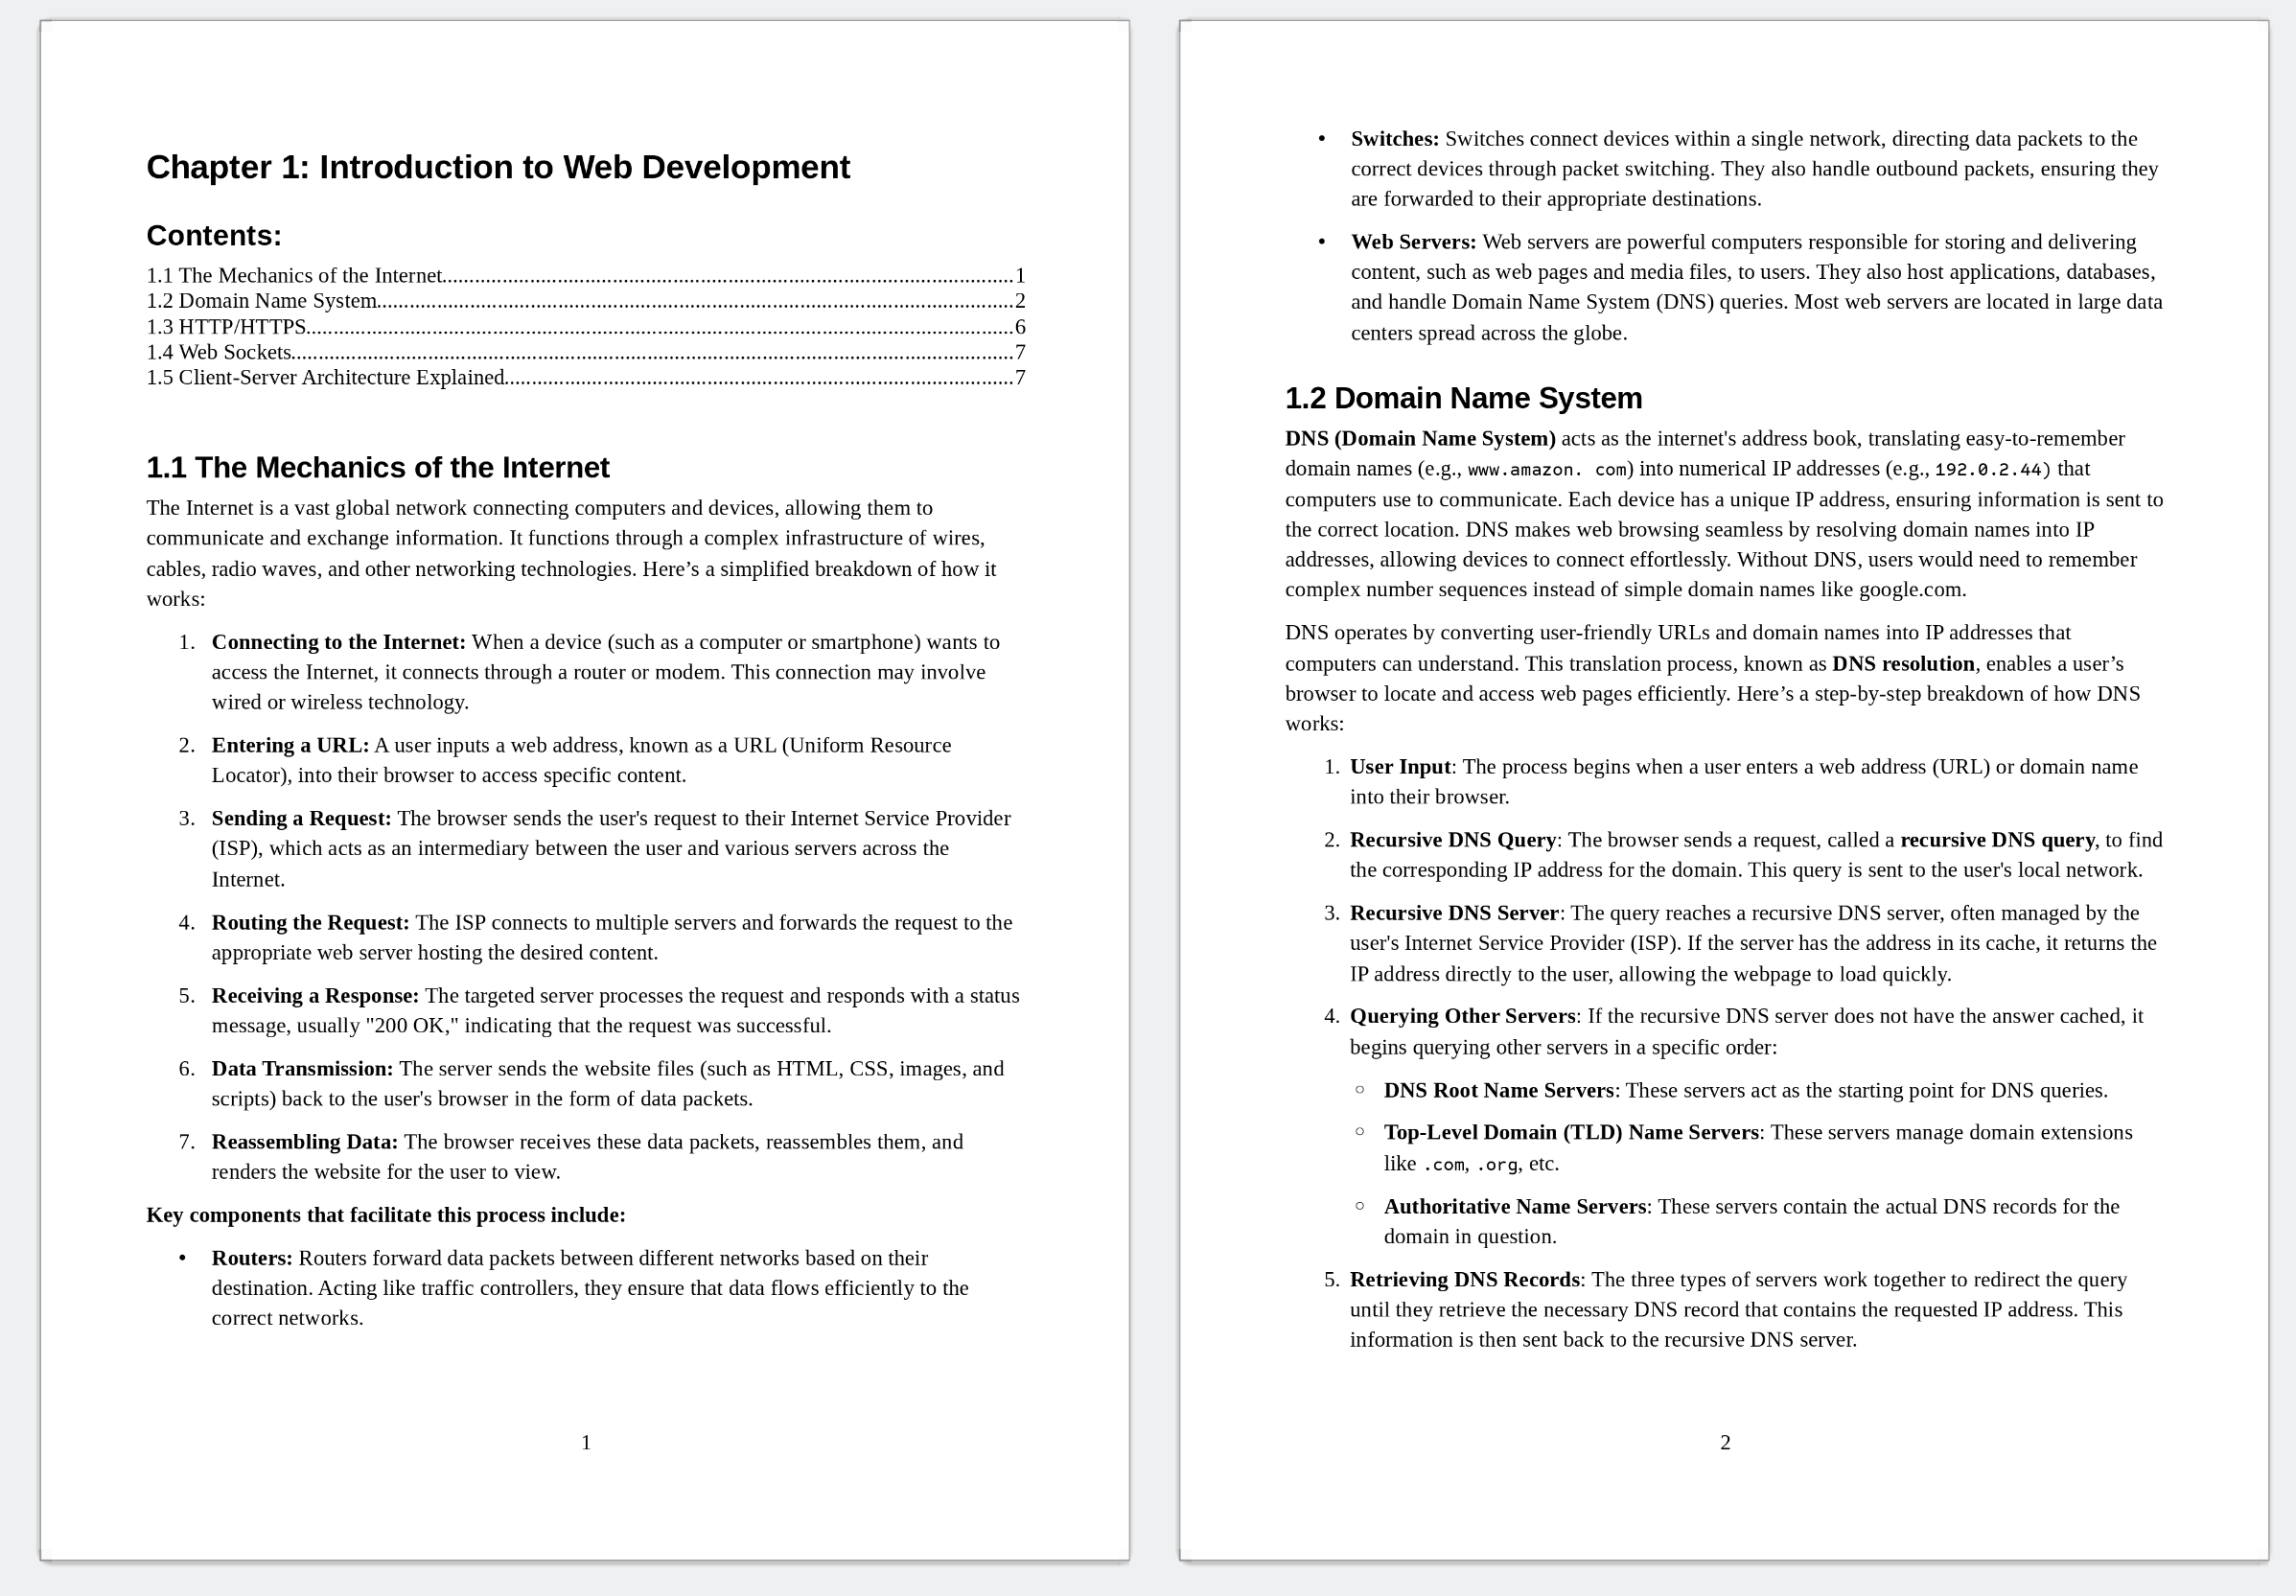 Chapter 1: Introduction to Web Development
Contents:
1.1 The Mechanics of the Internet........................................................................................................1
1.2 Domain Name System....................................................................................................................2
1.3 HTTP/HTTPS.................................................................................................................................6
1.4 Web Sockets....................................................................................................................................7
1.5 Client-Server Architecture Explained.............................................................................................7
1.1 The Mechanics of the Internet
The Internet is a vast global network connecting computers and devices, allowing them to
communicate and exchange information. It functions through a complex infrastructure of wires,
cables, radio waves, and other networking technologies. Here’s a simplified breakdown of how it
works:
1. Connecting to the Internet: When a device (such as a computer or smartphone) wants to
access the Internet, it connects through a router or modem. This connection may involve
wired or wireless technology.
2. Entering a URL: A user inputs a web address, known as a URL (Uniform Resource
Locator), into their browser to access specific content.
3. Sending a Request: The browser sends the user's request to their Internet Service Provider
(ISP), which acts as an intermediary between the user and various servers across the
Internet.
4. Routing the Request: The ISP connects to multiple servers and forwards the request to the
appropriate web server hosting the desired content.
5. Receiving a Response: The targeted server processes the request and responds with a status
message, usually "200 OK," indicating that the request was successful.
6. Data Transmission: The server sends the website files (such as HTML, CSS, images, and
scripts) back to the user's browser in the form of data packets.
7. Reassembling Data: The browser receives these data packets, reassembles them, and
renders the website for the user to view.
Key components that facilitate this process include:
• Routers: Routers forward data packets between different networks based on their
destination. Acting like traffic controllers, they ensure that data flows efficiently to the
correct networks.
1
• Switches: Switches connect devices within a single network, directing data packets to the
correct devices through packet switching. They also handle outbound packets, ensuring they
are forwarded to their appropriate destinations.
• Web Servers: Web servers are powerful computers responsible for storing and delivering
content, such as web pages and media files, to users. They also host applications, databases,
and handle Domain Name System (DNS) queries. Most web servers are located in large data
centers spread across the globe.
1.2 Domain Name System
DNS (Domain Name System) acts as the internet's address book, translating easy-to-remember
domain names (e.g., www.amazon. com) into numerical IP addresses (e.g., 192.0.2.44) that
computers use to communicate. Each device has a unique IP address, ensuring information is sent to
the correct location. DNS makes web browsing seamless by resolving domain names into IP
addresses, allowing devices to connect effortlessly. Without DNS, users would need to remember
complex number sequences instead of simple domain names like google.com.
DNS operates by converting user-friendly URLs and domain names into IP addresses that
computers can understand. This translation process, known as DNS resolution, enables a user’s
browser to locate and access web pages efficiently. Here’s a step-by-step breakdown of how DNS
works:
1. User Input: The process begins when a user enters a web address (URL) or domain name
into their browser.
2. Recursive DNS Query: The browser sends a request, called a recursive DNS query, to find
the corresponding IP address for the domain. This query is sent to the user's local network.
3. Recursive DNS Server: The query reaches a recursive DNS server, often managed by the
user's Internet Service Provider (ISP). If the server has the address in its cache, it returns the
IP address directly to the user, allowing the webpage to load quickly.
4. Querying Other Servers: If the recursive DNS server does not have the answer cached, it
begins querying other servers in a specific order:
◦ DNS Root Name Servers: These servers act as the starting point for DNS queries.
◦ Top-Level Domain (TLD) Name Servers: These servers manage domain extensions
like .com, .org, etc.
◦ Authoritative Name Servers: These servers contain the actual DNS records for the
domain in question.
5. Retrieving DNS Records: The three types of servers work together to redirect the query
until they retrieve the necessary DNS record that contains the requested IP address. This
information is then sent back to the recursive DNS server.
2